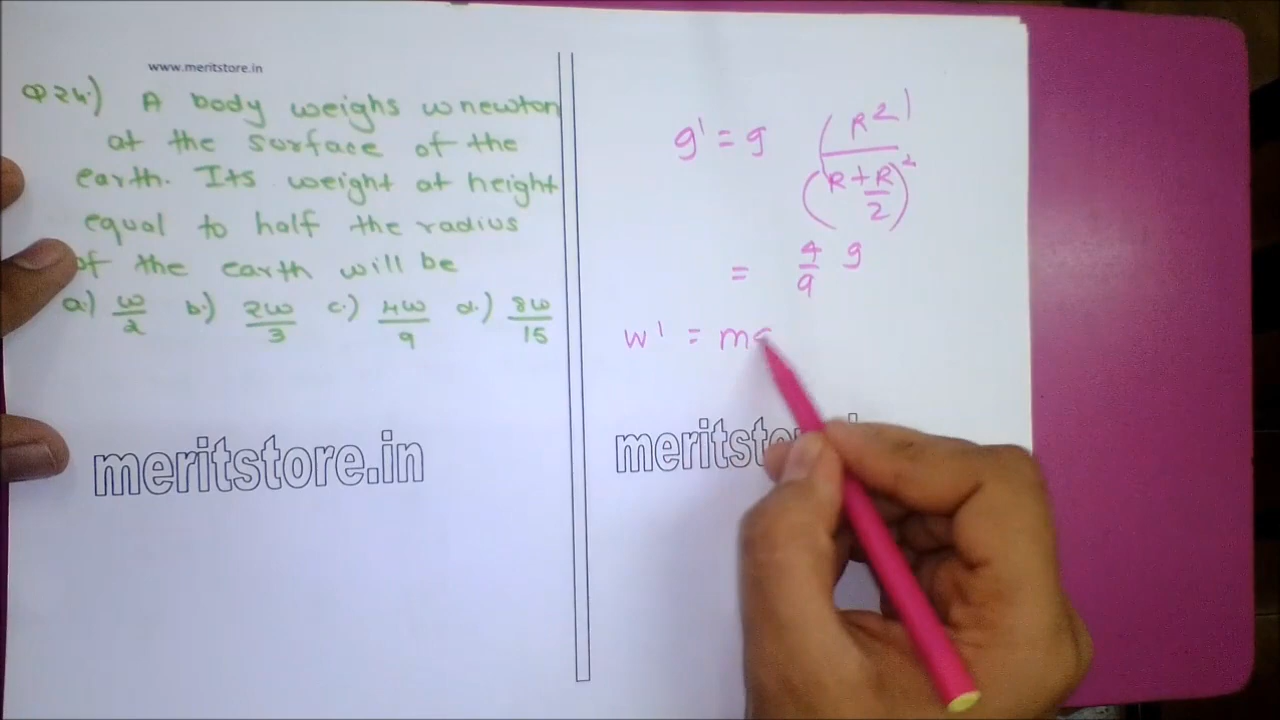 www.meritstore.in
Q 24.) A body weighs w newton
at the surface of the
earth. Its weight at height
equal to half the radius
of the earth will be
a.) w/2 b.) 2w/3 c.) 4w/9 d.) 8w/15
meritstore.in
g' = g (R²) / (R+R/2)²
= 4/9 g
w' = mg